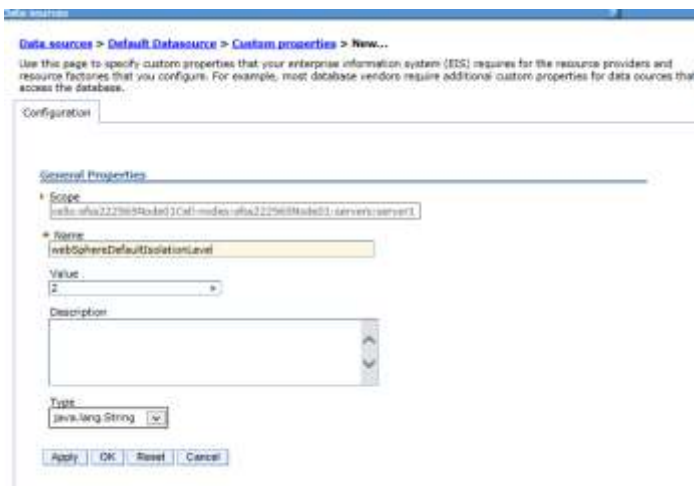 Data sources
?
Data sources > Default Datasource > Custom properties > New...
Use this page to specify custom properties that your enterprise information system (EIS) requires for the resource providers and
resource factories that you configure. For example, most database vendors require additional custom properties for data sources that
access the database.
Configuration
General Properties
Scope
* Name
webSphereDefaultIsolationLevel
Value
2
Description
Type
java.lang.String
Apply OK Reset Cancel